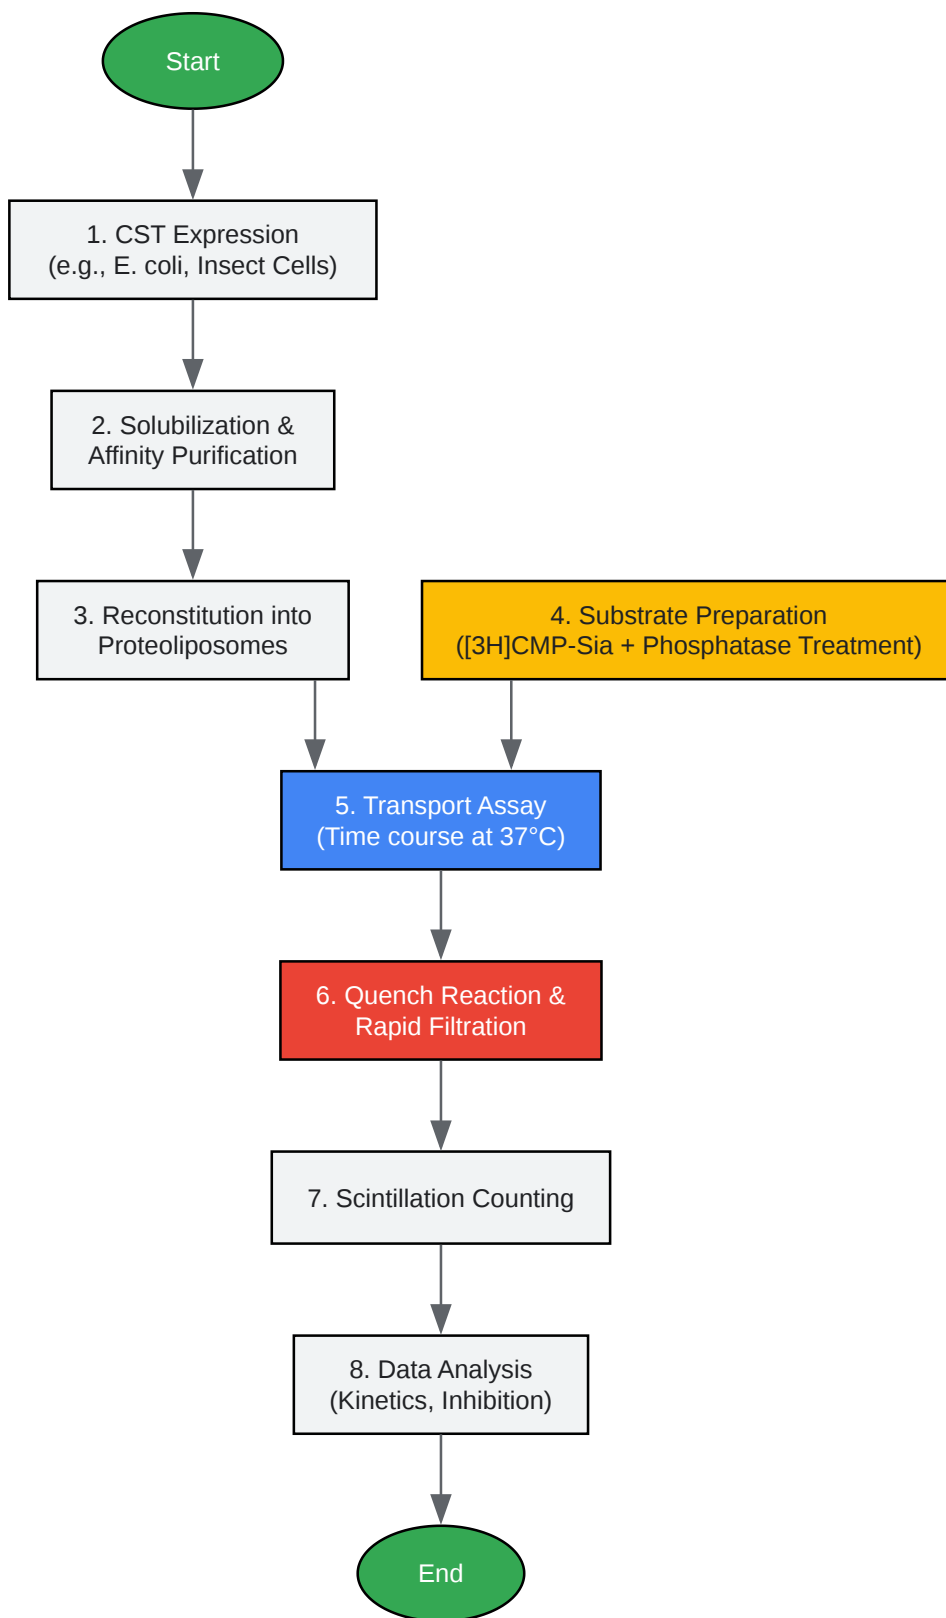 Start
1. CST Expression
(e.g., E. coli, Insect Cells)
2. Solubilization &
Affinity Purification
3. Reconstitution into
Proteoliposomes
4. Substrate Preparation
([3H]CMP-Sia + Phosphatase Treatment)
5. Transport Assay
(Time course at 37°C)
6. Quench Reaction &
Rapid Filtration
7. Scintillation Counting
8. Data Analysis
(Kinetics, Inhibition)
End